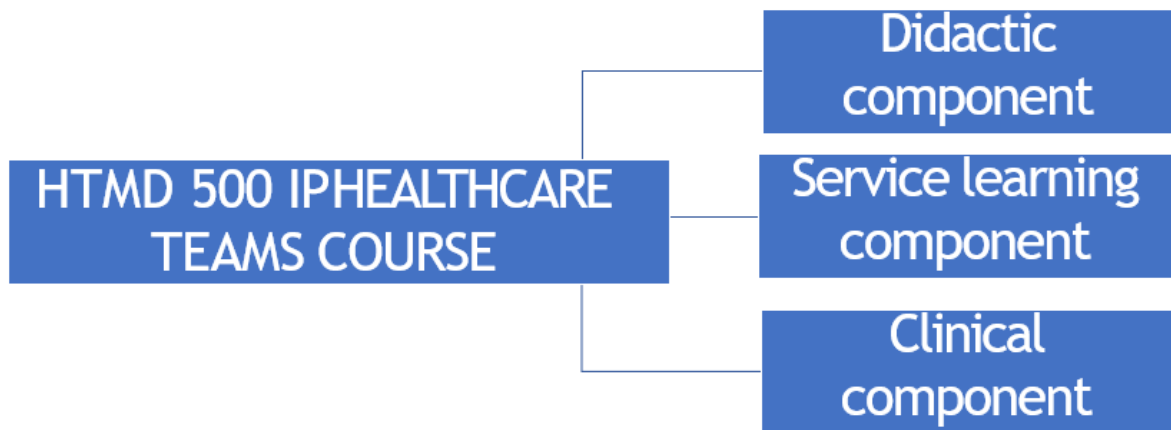 Didactic
component
HTMD 500 IPHEALTHCARE
TEAMS COURSE
Service learning
component
Clinical
component